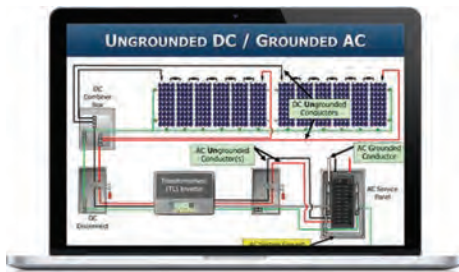 UNGROUNDED DC / GROUNDED AC
DC
Combiner
Box
DC Ungrounded
Conductors
AC Ungrounded
Conductor(s)
AC Grounded
Conductor
Transformerless
(TL) Inverter
AC Service
Panel
DC
Disconnect